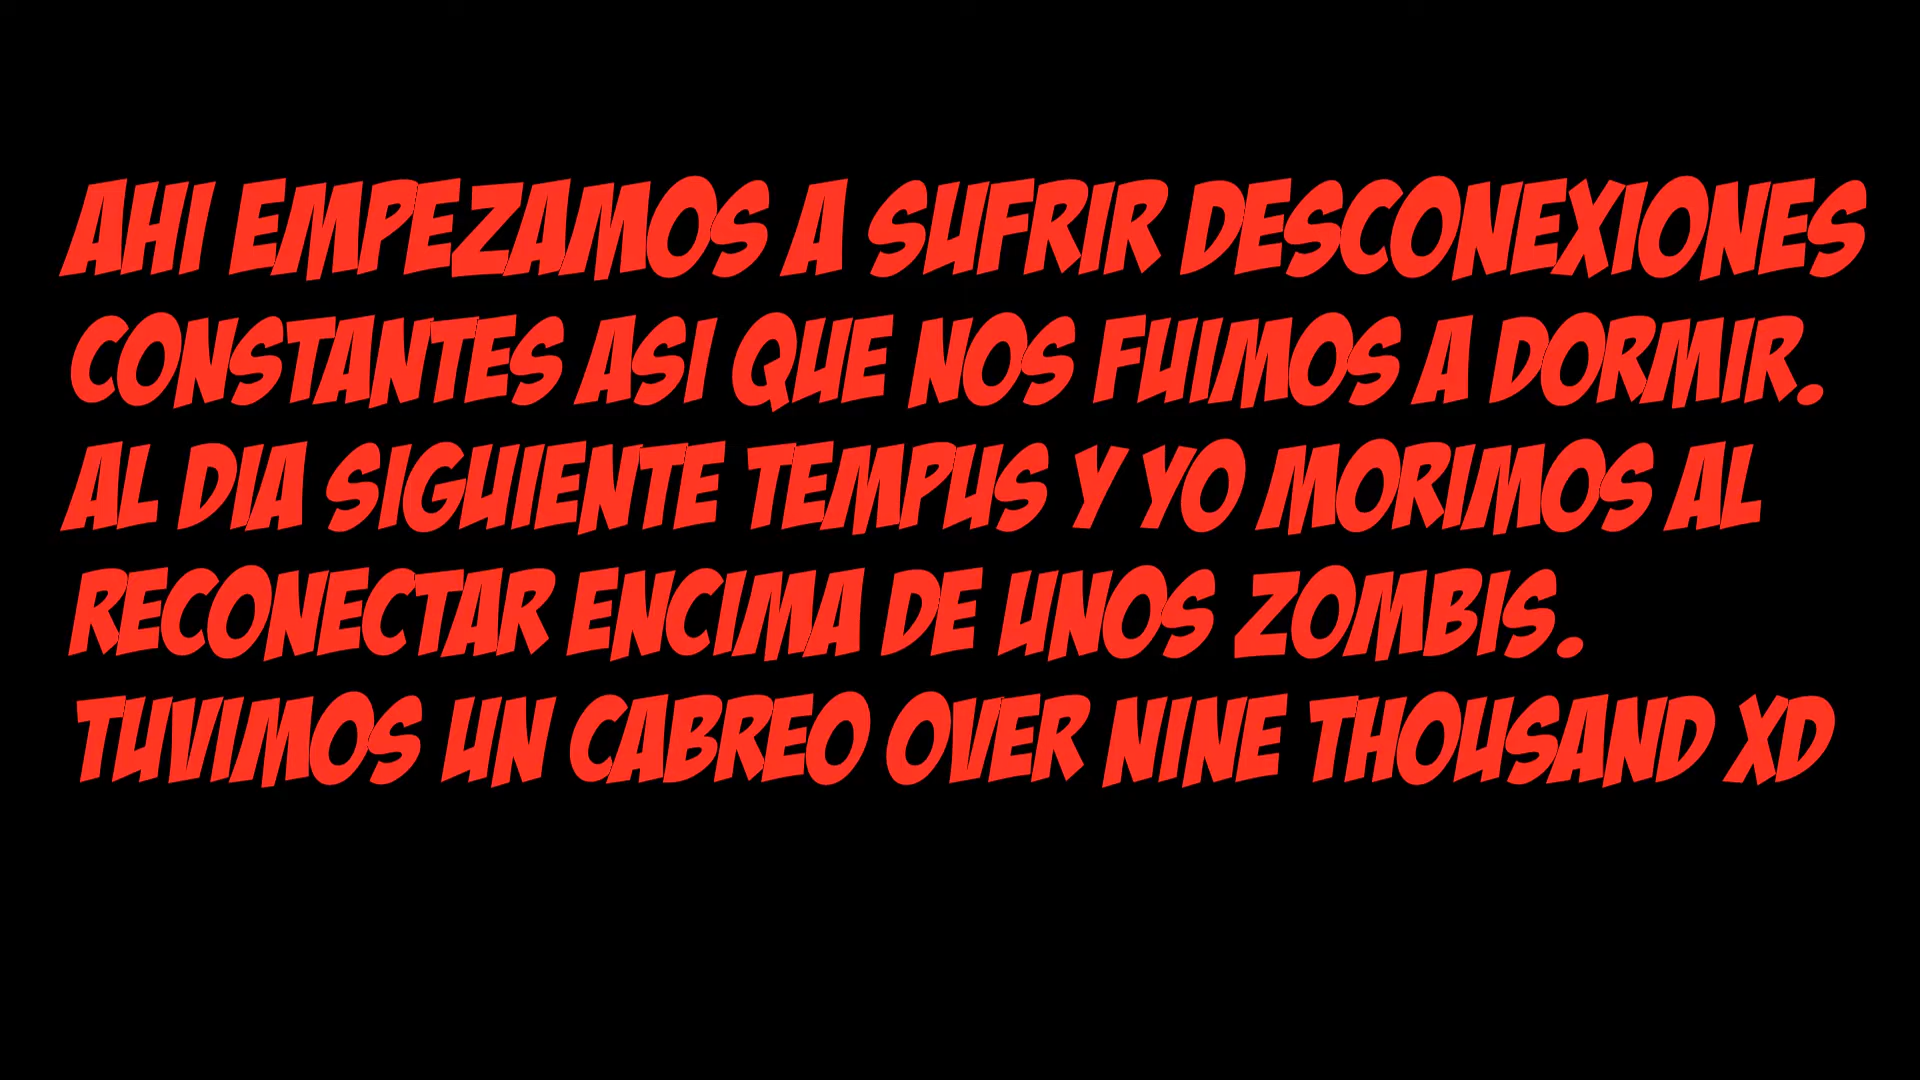 AHI EMPEZAMOS A SUFRIR DESCONEXIONES
CONSTANTES ASI QUE NOS FUIMOS A DORMIR.
AL DIA SIGUIENTE TEMPUS Y YO MORIMOS AL
RECONECTAR ENCIMA DE UNOS ZOMBIS.
TUVIMOS UN CABREO OVER NINE THOUSAND XD